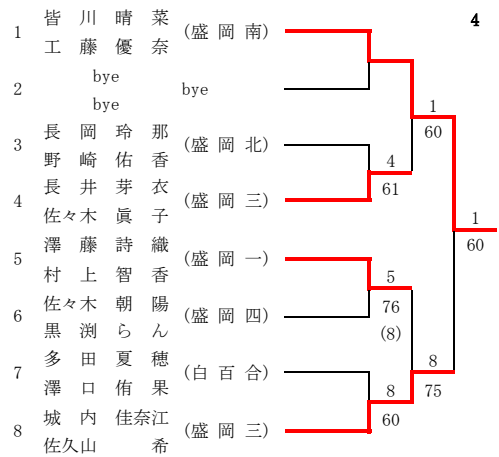 4
1 皆川晴菜 (盛岡南)
工藤優奈
2 bye bye
bye
3 長岡玲那 (盛岡北)
野崎佑香
4 長井芽衣 (盛岡三)
佐々木眞子
5 澤藤詩織 (盛岡一)
村上智香
6 佐々木朝陽 (盛岡四)
黒渕らん
7 多田夏穂 (白百合)
澤口侑果
8 城内佳奈江 (盛岡三)
佐久山希
1
60
4
61
1
60
5
76
(8)
8
75
8
60